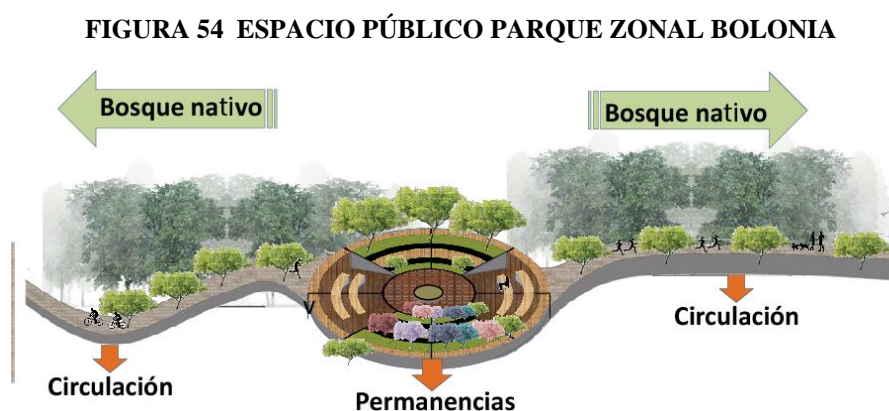 FIGURA 54 ESPACIO PÚBLICO PARQUE ZONAL BOLONIA
Bosque nativo
Bosque nativo
Circulación
Circulación
Permanencias